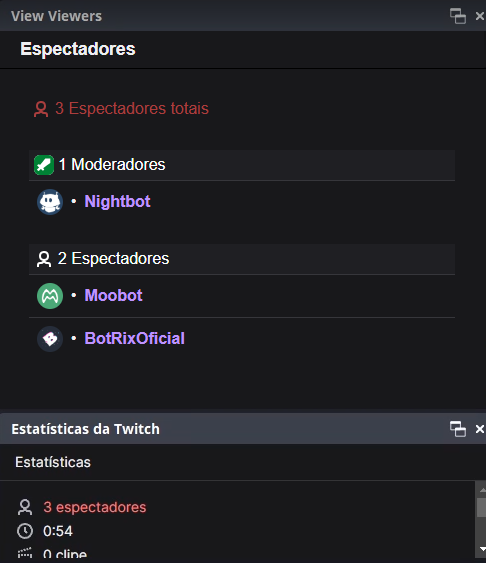 View Viewers
Espectadores
3 Espectadores totais
1 Moderadores
• Nightbot
2 Espectadores
• Moobot
• BotRixOficial
Estatísticas da Twitch
Estatísticas
3 espectadores
0:54
0 clipe